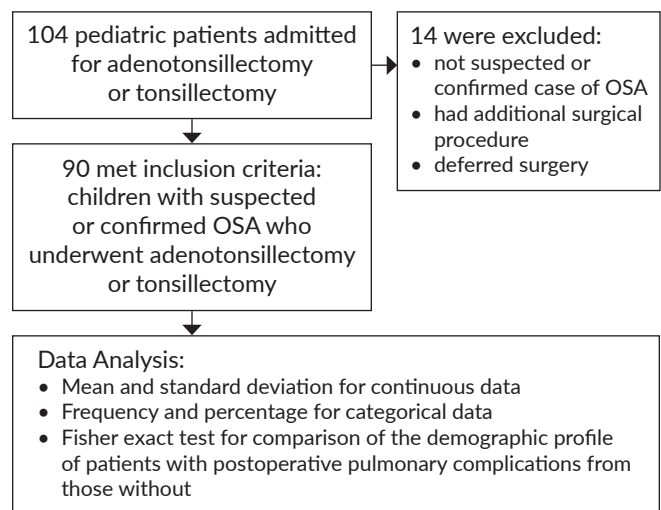 104 pediatric patients admitted
for adenotonsillectomy
or tonsillectomy
14 were excluded:
• not suspected or
confirmed case of OSA
• had additional surgical
procedure
• deferred surgery
90 met inclusion criteria:
children with suspected
or confirmed OSA who
underwent adenotonsillectomy
or tonsillectomy
Data Analysis:
• Mean and standard deviation for continuous data
• Frequency and percentage for categorical data
• Fisher exact test for comparison of the demographic profile
of patients with postoperative pulmonary complications from
those without